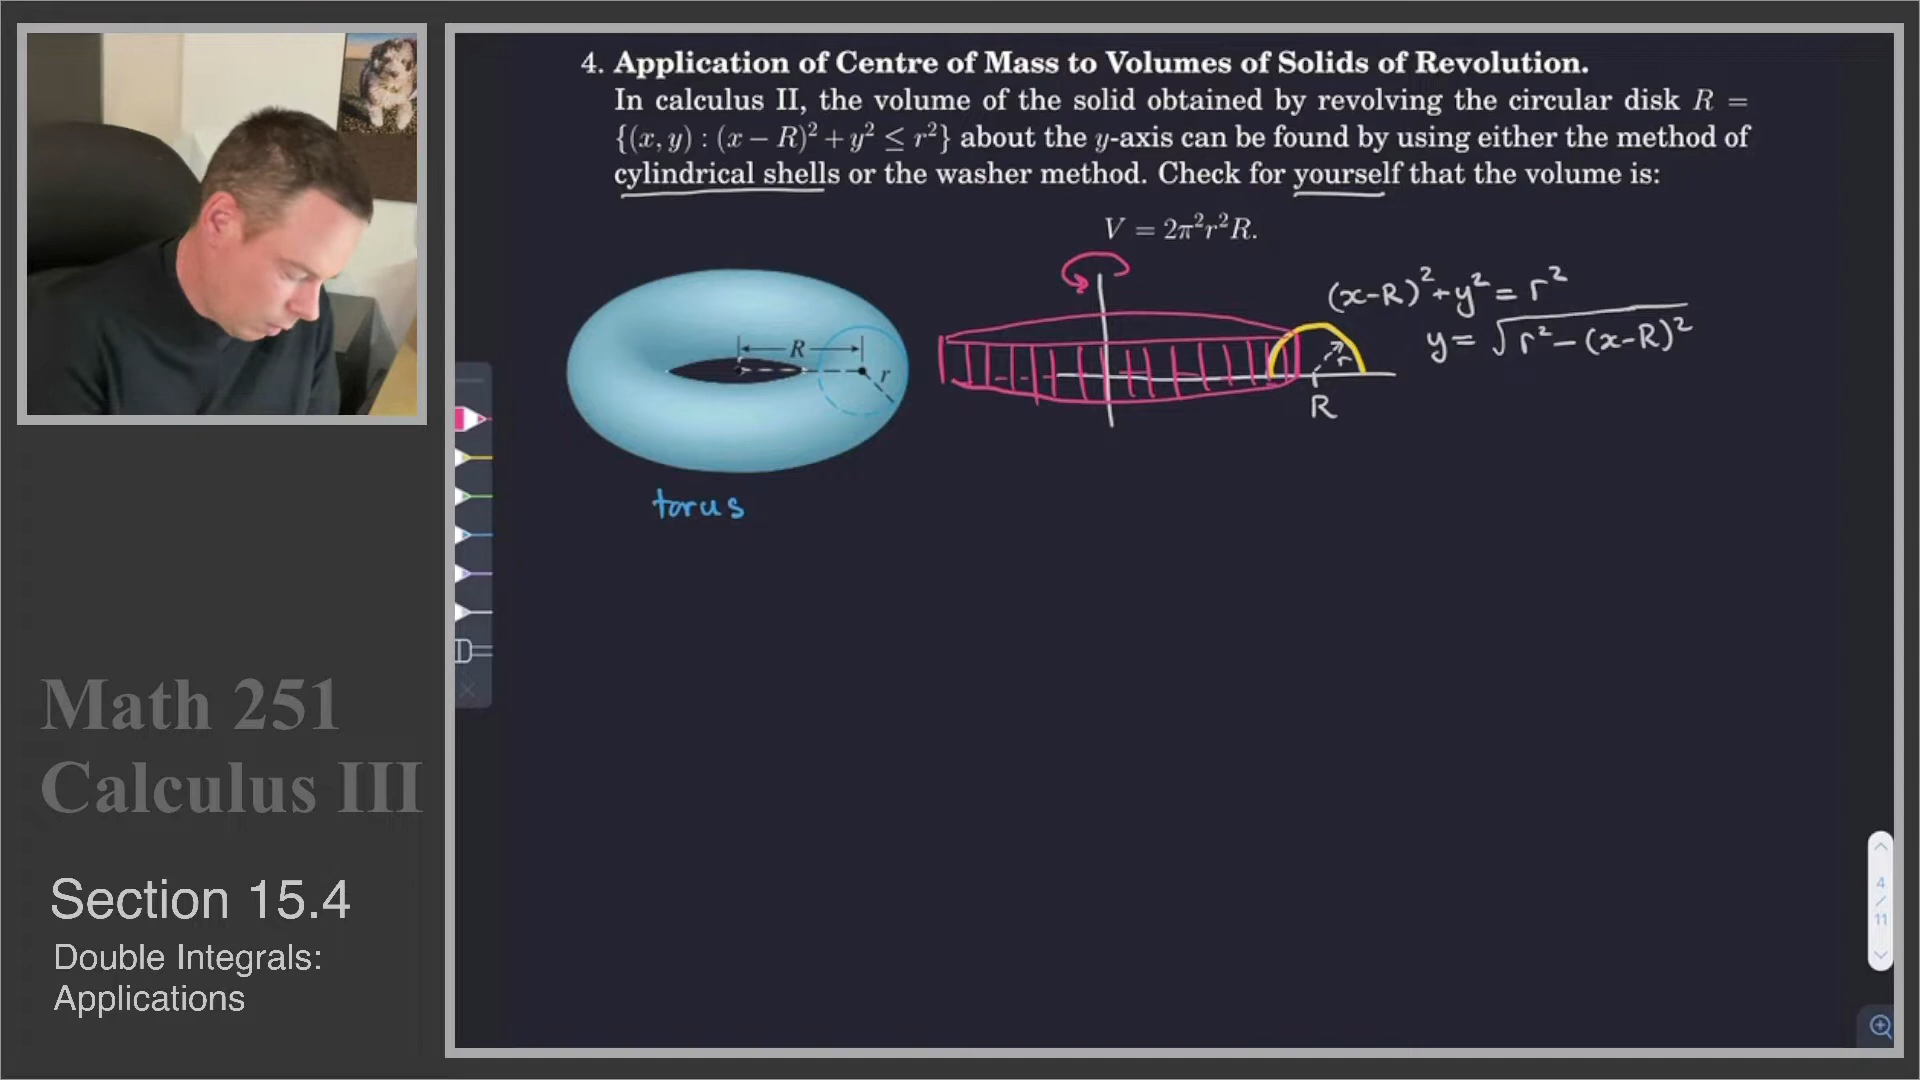 4. Application of Centre of Mass to Volumes of Solids of Revolution.
In calculus II, the volume of the solid obtained by revolving the circular disk R =
{(x, y) : (x − R)² + y² ≤ r²} about the y-axis can be found by using either the method of
cylindrical shells or the washer method. Check for yourself that the volume is:
V = 2π²r²R.
(x-R)² + y² = r²
y = √(r² − (x-R)²)
R
r
r
R
torus
Math 251
Calculus III
Section 15.4
Double Integrals:
Applications
4
/
11